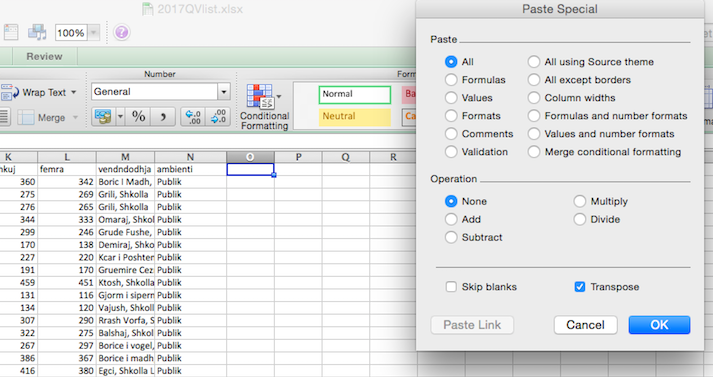 2017QVlist.xlsx
100%
?
Review
Number
Wrap Text
General
Merge
%
,
.0
.00
.00
.0
Conditional
Formatting
Normal
Neutral
K L M N O P Q R
femra vendndodhja ambienti
360 342 Boric i Madh, Publik
275 269 Grili, Shkolla Publik
276 265 Grili, Shkolla Publik
344 333 Omaraj, Shkol Publik
299 246 Grude Fushe, Publik
170 138 Demiraj, Shko Publik
227 220 Kcar i Poshten Publik
191 170 Gruemire Cez Publik
459 451 Ktosh, Shkolla Publik
131 116 Gjorm i siperm Publik
134 120 Vajush, Shkoll Publik
307 290 Rrash Vorfa, S Publik
322 275 Balshaj, Shkol Publik
267 297 Borice i vogel, Publik
386 367 Borice i madh Publik
416 380 Egci, Shkolla L Publik
Paste Special
Paste
All All using Source theme
Formulas All except borders
Values Column widths
Formats Formulas and number formats
Comments Values and number formats
Validation Merge conditional formatting
Operation
None Multiply
Add Divide
Subtract
Skip blanks Transpose
Paste Link Cancel OK